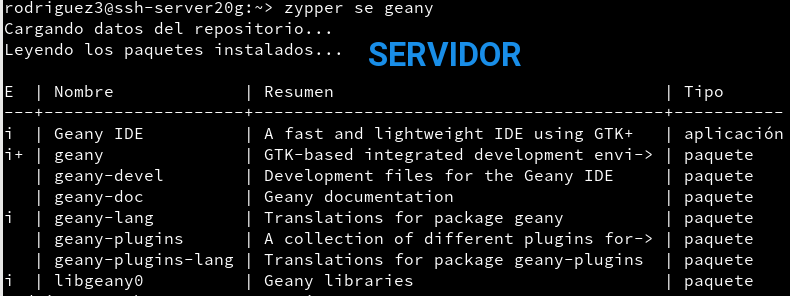 rodriguez3@ssh-server20g:~> zypper se geany
Cargando datos del repositorio...
Leyendo los paquetes instalados...
SERVIDOR
E  | Nombre             | Resumen                                | Tipo
---+--------------------+----------------------------------------+-----------
i  | Geany IDE          | A fast and lightweight IDE using GTK+  | aplicación
i+ | geany              | GTK-based integrated development envi-> | paquete
   | geany-devel        | Development files for the Geany IDE    | paquete
   | geany-doc          | Geany documentation                    | paquete
i  | geany-lang         | Translations for package geany         | paquete
   | geany-plugins      | A collection of different plugins for-> | paquete
   | geany-plugins-lang | Translations for package geany-plugins | paquete
i  | libgeany0          | Geany libraries                        | paquete